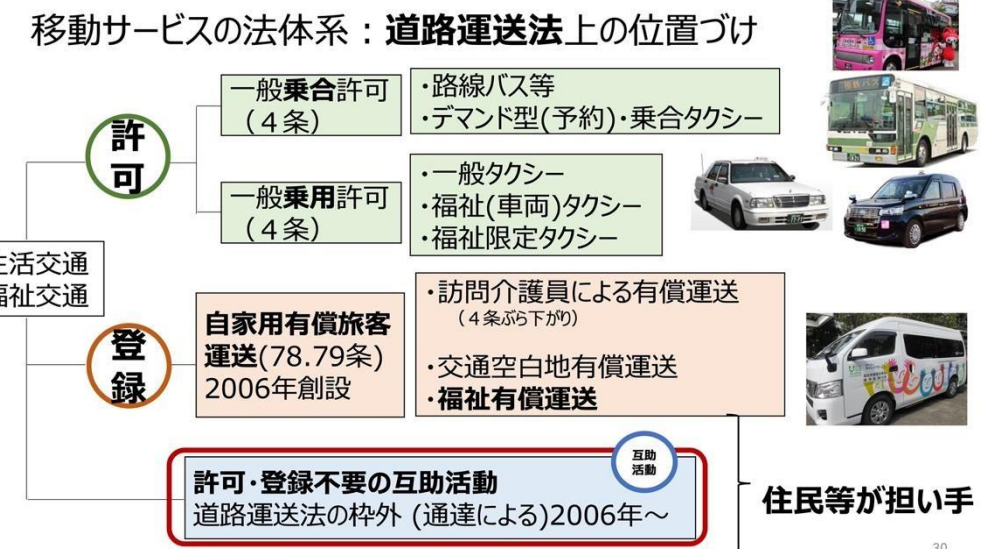 移動サービスの法体系：道路運送法上の位置づけ
許可
一般乗合許可
（４条）
・路線バス等
・デマンド型(予約)・乗合タクシー
一般乗用許可
（４条）
・一般タクシー
・福祉(車両)タクシー
・福祉限定タクシー
生活交通
福祉交通
登録
自家用有償旅客
運送(78.79条)
2006年創設
・訪問介護員による有償運送
（４条ぶら下がり）
・交通空白地有償運送
・福祉有償運送
互助
活動
許可・登録不要の互助活動
道路運送法の枠外 (通達による)2006年～
住民等が担い手
30